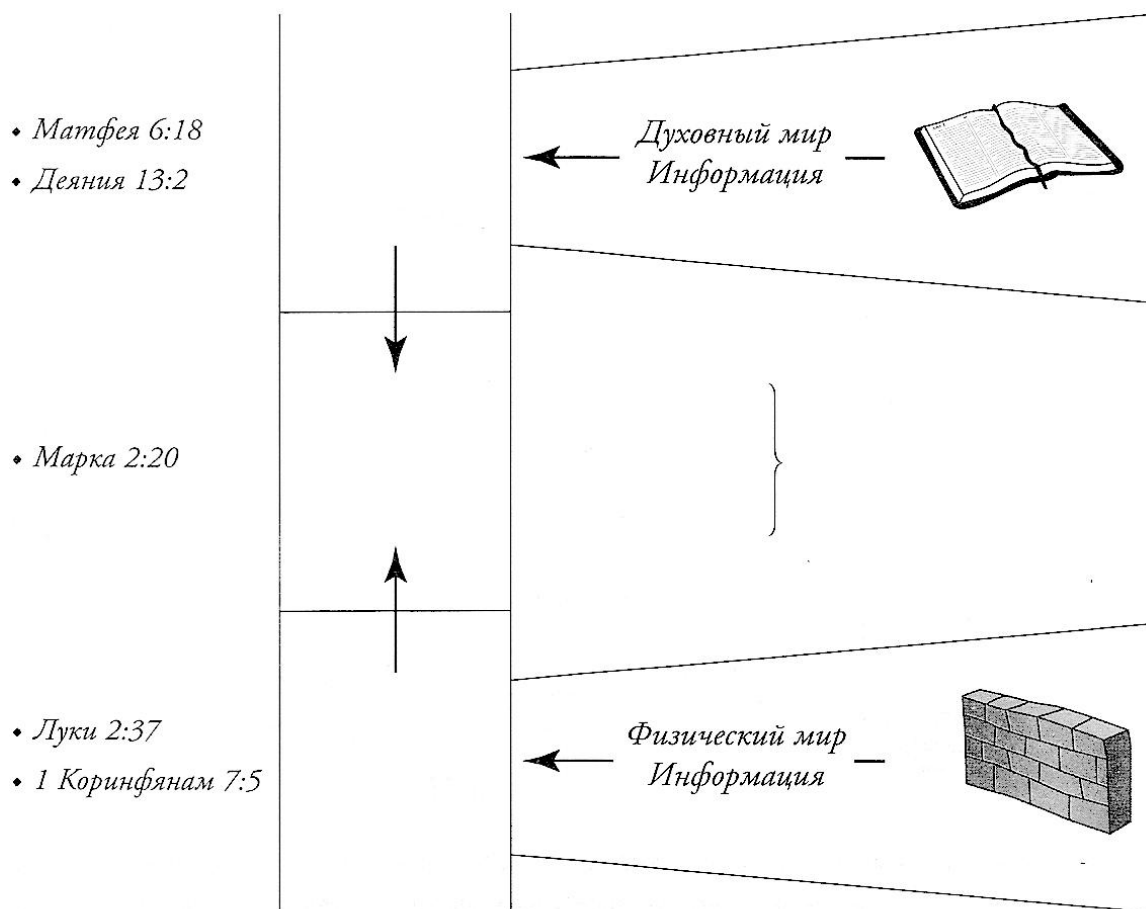 • Матфея 6:18
• Деяния 13:2
Духовный мир
Информация
• Марка 2:20
• Луки 2:37
• 1 Коринфянам 7:5
Физический мир
Информация